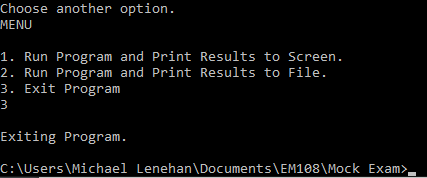 Choose another option.
MENU
1. Run Program and Print Results to Screen.
2. Run Program and Print Results to File.
3. Exit Program
3
Exiting Program.
C:\Users\Michael Lenehan\Documents\EM108\Mock Exam>_